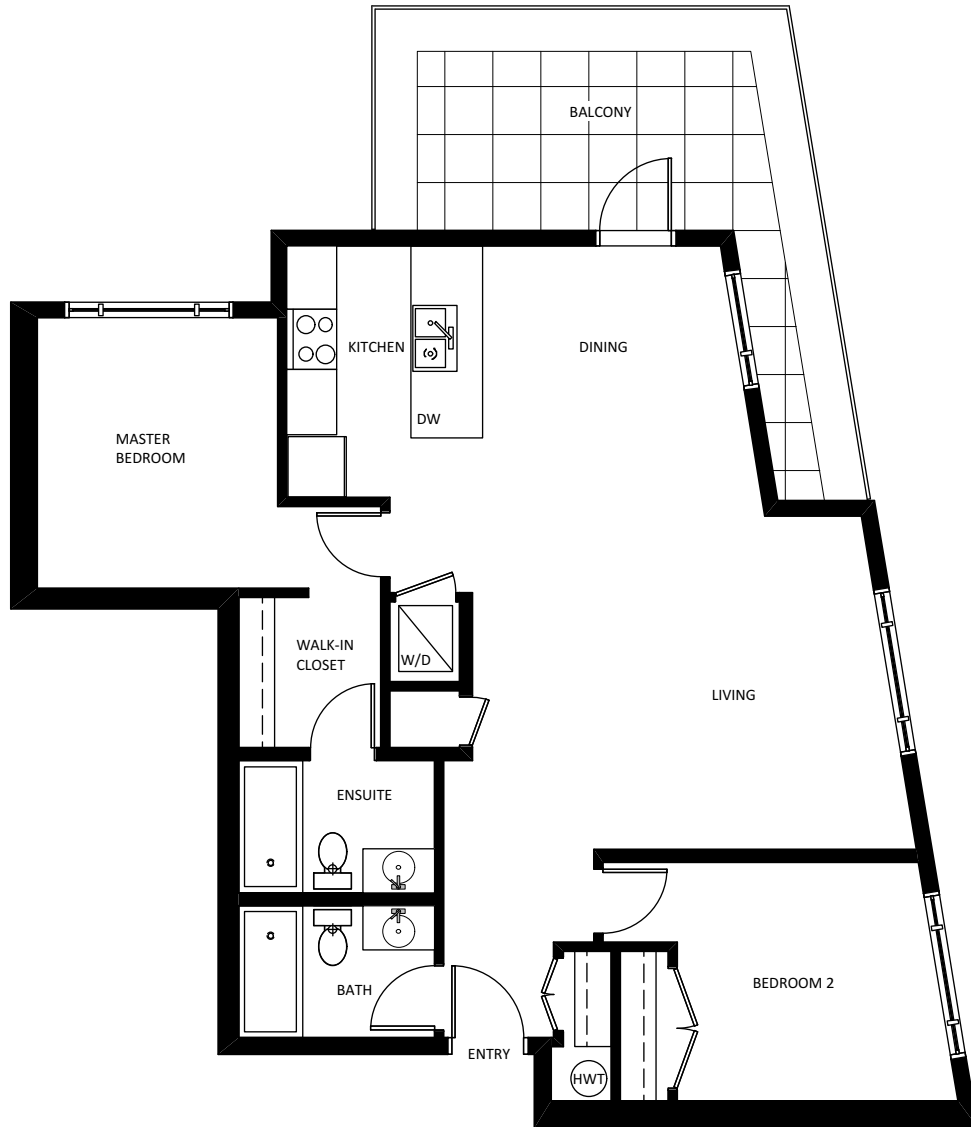 BALCONY
KITCHEN
DINING
DW
MASTER
BEDROOM
WALK-IN
CLOSET
W/D
LIVING
ENSUITE
BATH
BEDROOM 2
ENTRY
HWT